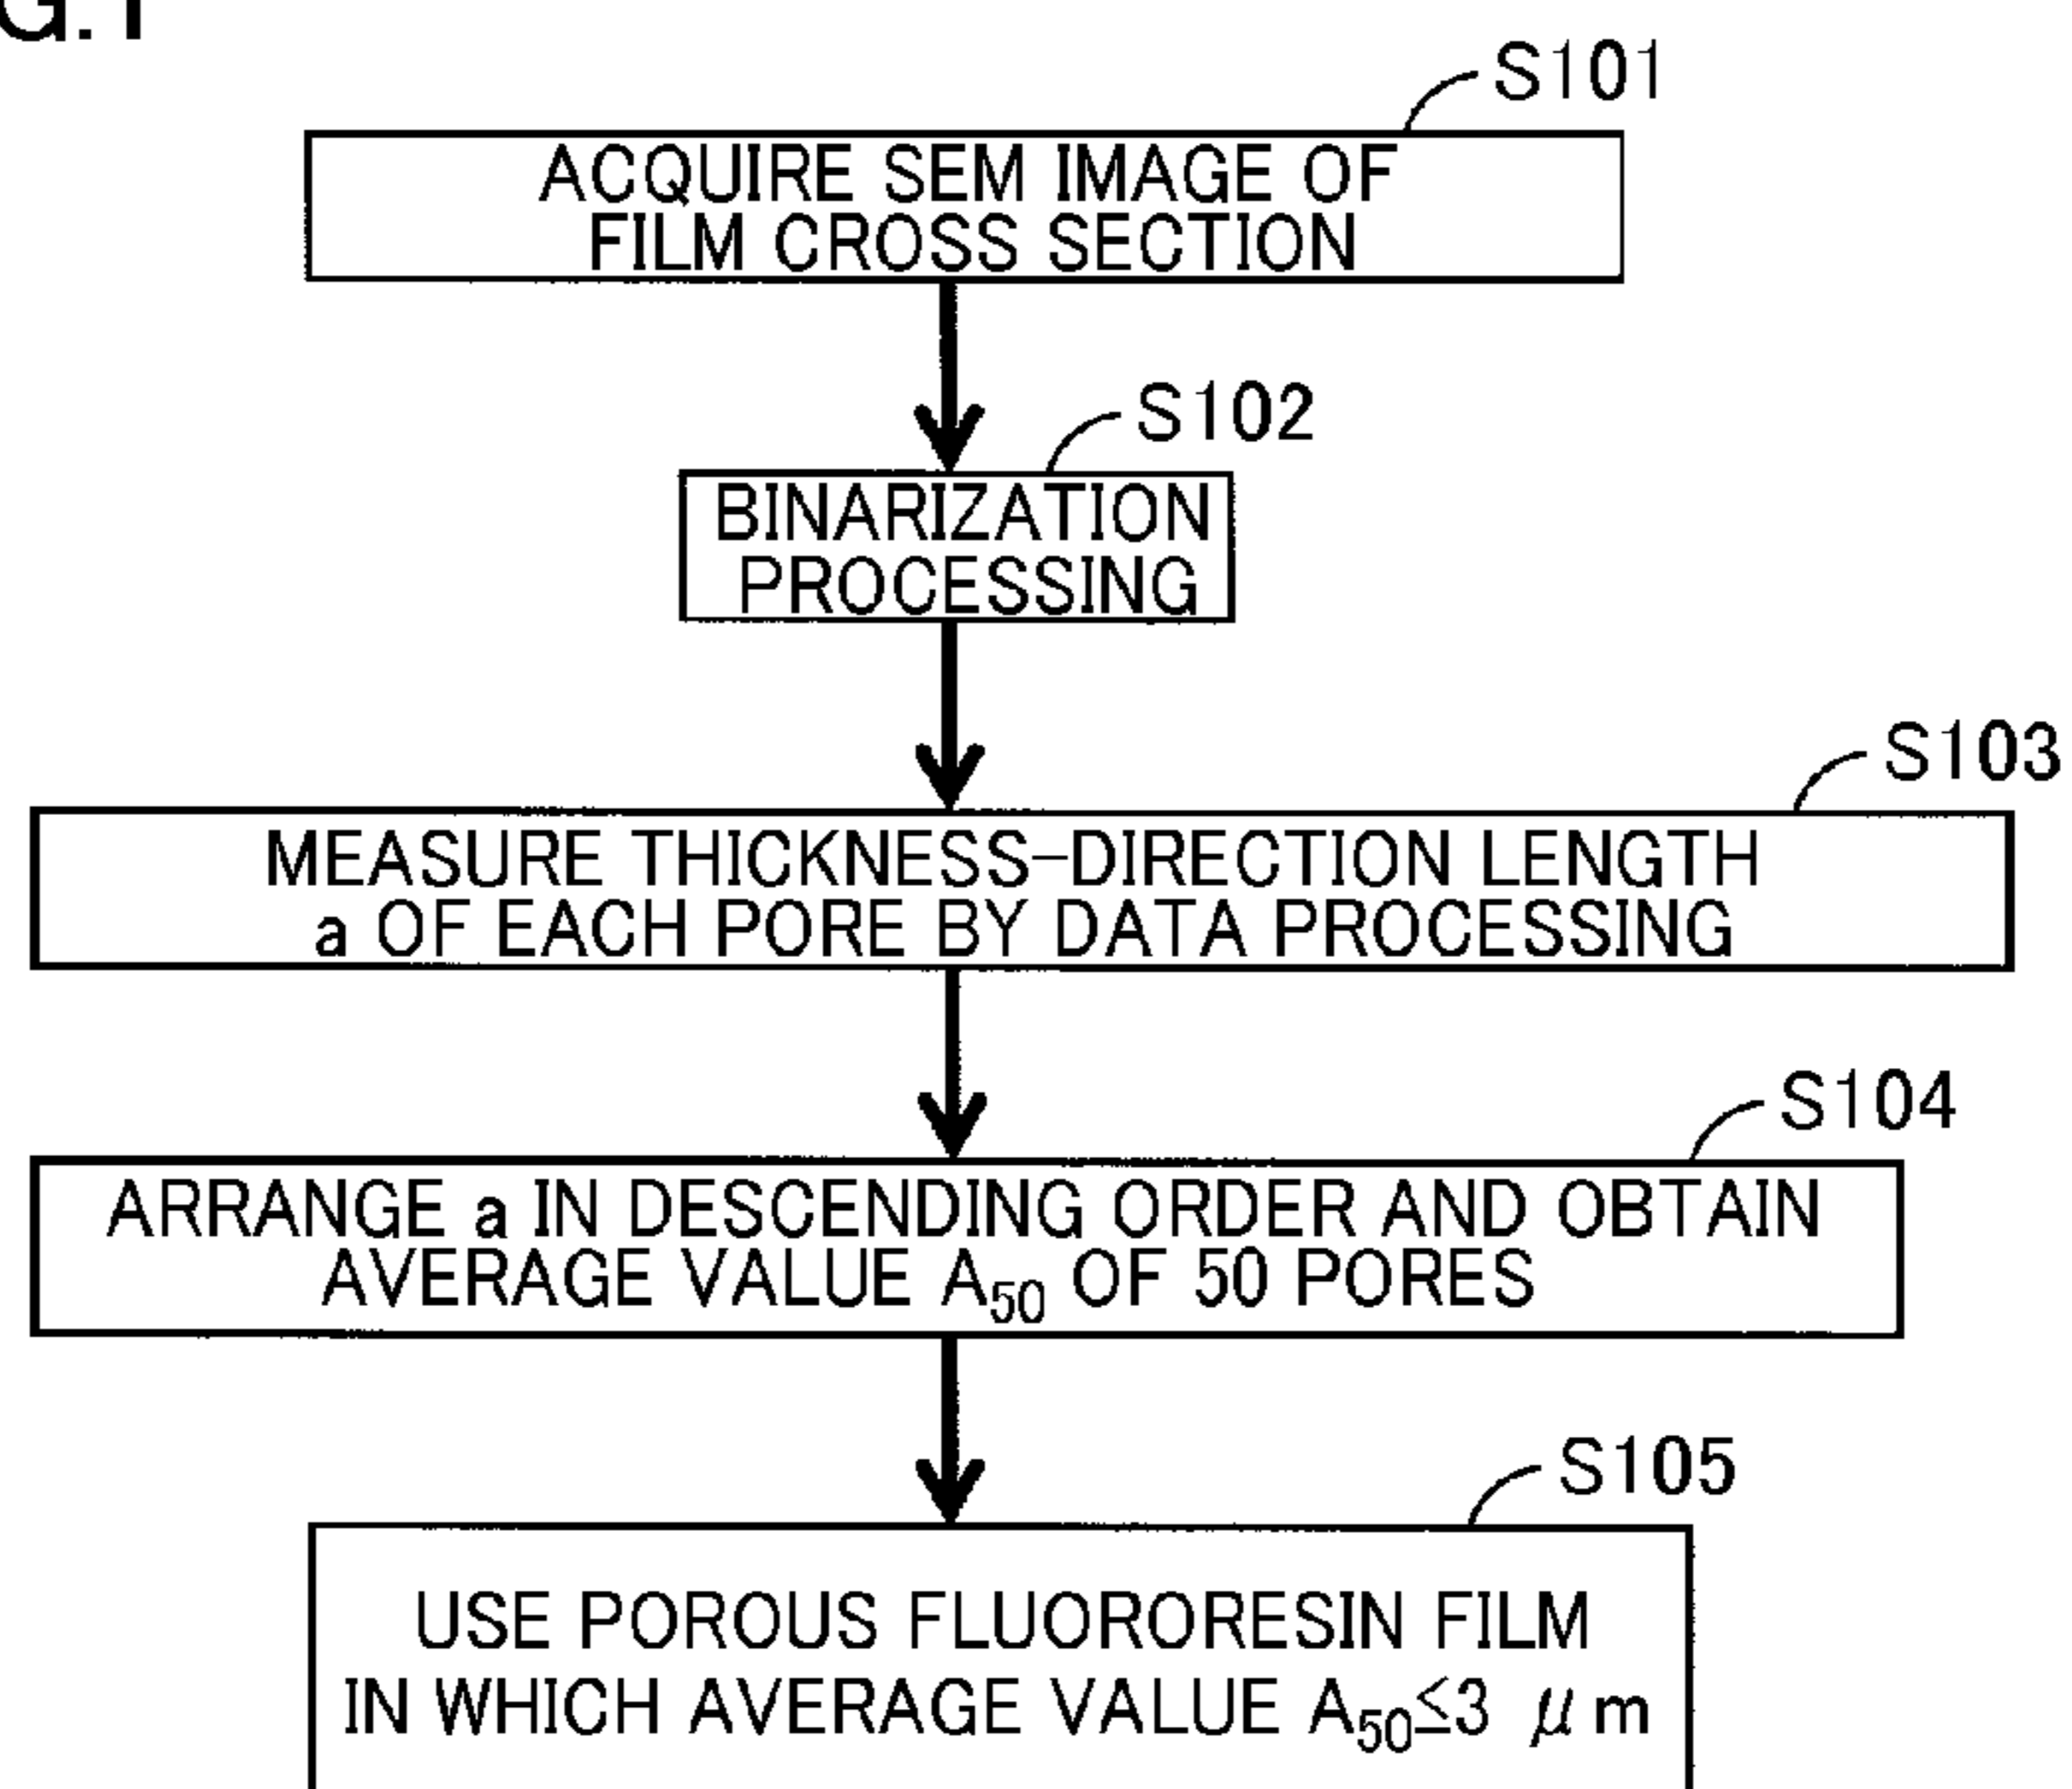 G.1
S101
ACQUIRE SEM IMAGE OF
FILM CROSS SECTION
S102
BINARIZATION
PROCESSING
S103
MEASURE THICKNESS-DIRECTION LENGTH
a OF EACH PORE BY DATA PROCESSING
S104
ARRANGE a IN DESCENDING ORDER AND OBTAIN
AVERAGE VALUE A₅₀ OF 50 PORES
S105
USE POROUS FLUORORESIN FILM
IN WHICH AVERAGE VALUE A₅₀≦3 μm